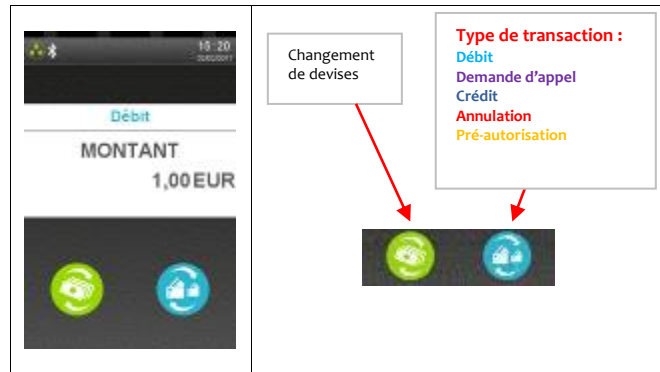 16:20
Débit
MONTANT
1,00 EUR
Changement
de devises
Type de transaction :
Débit
Demande d'appel
Crédit
Annulation
Pré-autorisation